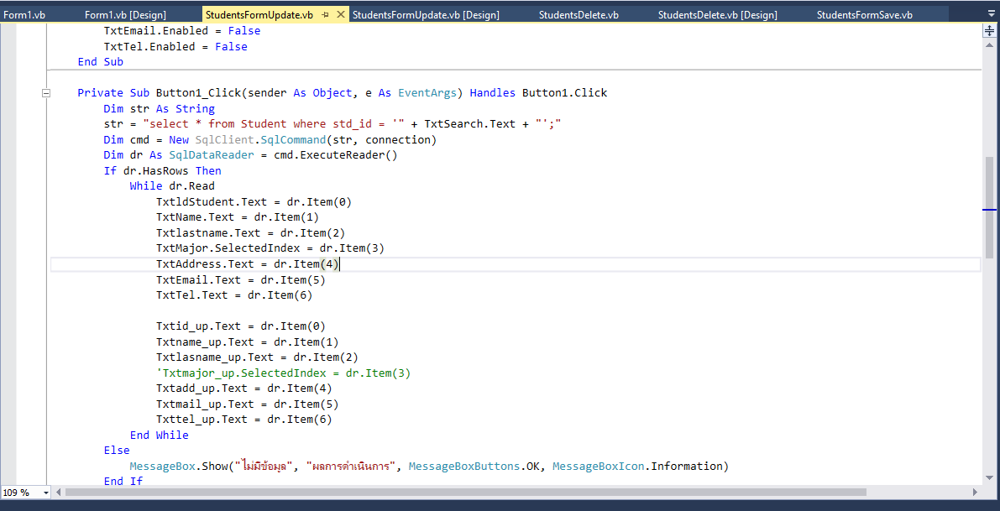 Form1.vb Form1.vb [Design] StudentsFormUpdate.vb StudentsFormUpdate.vb [Design] StudentsDelete.vb StudentsDelete.vb [Design] StudentsFormSave.vb
TxtEmail.Enabled = False
TxtTel.Enabled = False
End Sub
Private Sub Button1_Click(sender As Object, e As EventArgs) Handles Button1.Click
Dim str As String
str = "select * from Student where std_id = '" + TxtSearch.Text + "';"
Dim cmd = New SqlClient.SqlCommand(str, connection)
Dim dr As SqlDataReader = cmd.ExecuteReader()
If dr.HasRows Then
While dr.Read
TxtldStudent.Text = dr.Item(0)
TxtName.Text = dr.Item(1)
Txtlastname.Text = dr.Item(2)
TxtMajor.SelectedIndex = dr.Item(3)
TxtAddress.Text = dr.Item(4)
TxtEmail.Text = dr.Item(5)
TxtTel.Text = dr.Item(6)
Txtid_up.Text = dr.Item(0)
Txtname_up.Text = dr.Item(1)
Txtlasname_up.Text = dr.Item(2)
'Txtmajor_up.SelectedIndex = dr.Item(3)
Txtadd_up.Text = dr.Item(4)
Txtmail_up.Text = dr.Item(5)
Txttel_up.Text = dr.Item(6)
End While
Else
MessageBox.Show("ไม่มีข้อมูล", "ผลการดำเนินการ", MessageBoxButtons.OK, MessageBoxIcon.Information)
End If
109 %